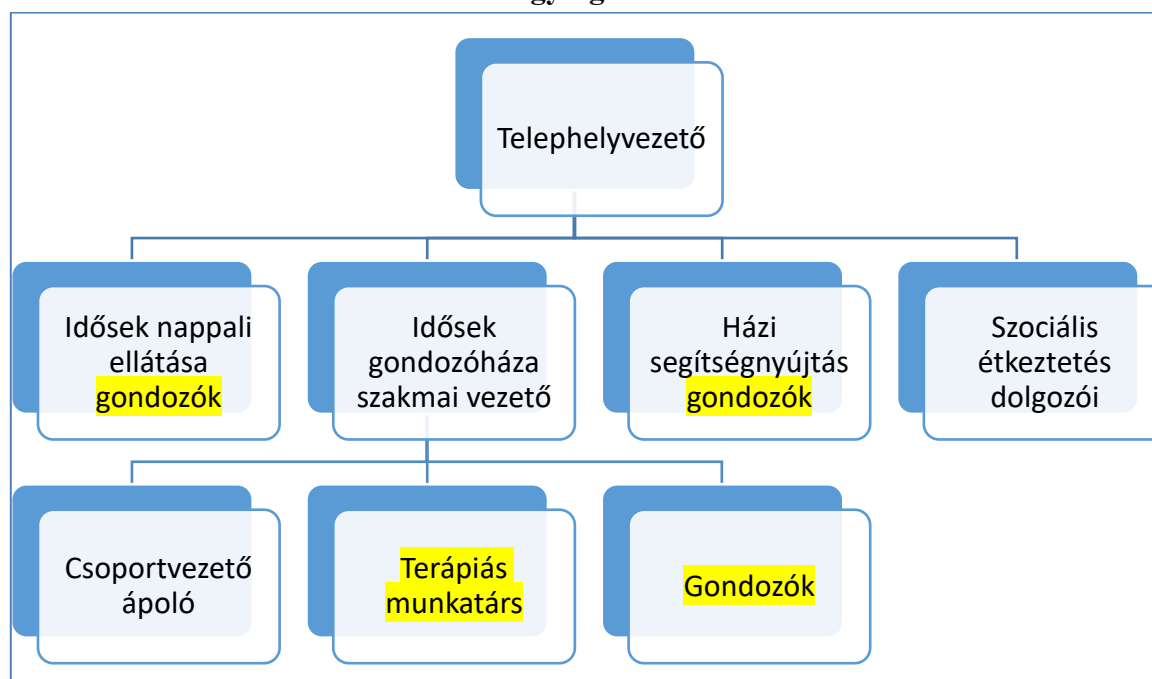 Telephelyvezető
Idősek nappali
ellátása
gondozók
Idősek
gondozóháza
szakmai vezető
Házi
segítségnyújtás
gondozók
Szociális
étkeztetés
dolgozói
Csoportvezető
ápoló
Terápiás
munkatárs
Gondozók